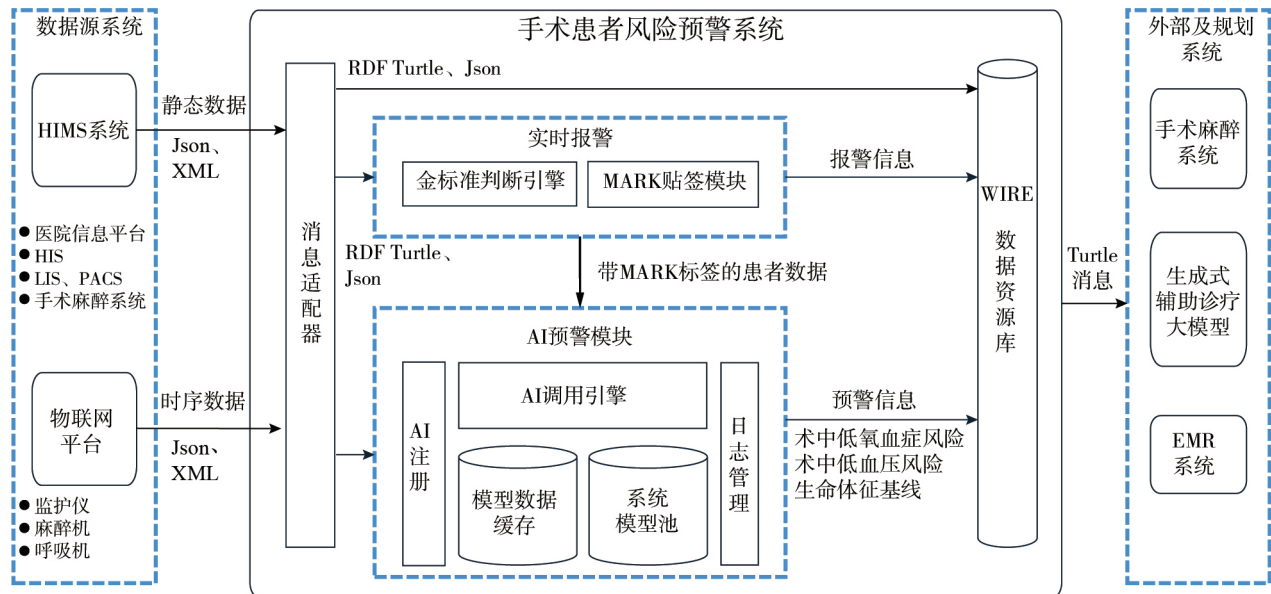 数据源系统
HIMS系统
● 医院信息平台
● HIS
● LIS、PACS
● 手术麻醉系统
物联网
平台
● 监护仪
● 麻醉机
● 呼吸机
静态数据
Json、
XML
时序数据
Json、
XML
手术患者风险预警系统
消息适配器
RDF Turtle、Json
实时报警
金标准判断引擎
MARK贴签模块
报警信息
RDF Turtle、
Json
带MARK标签的患者数据
AI预警模块
AI注册
AI调用引擎
模型数据
缓存
系统
模型池
日志管理
预警信息
术中低氧血症风险
术中低血压风险
生命体征基线
WIRE
数据资源库
Turtle
消息
外部及规划
系统
手术麻醉
系统
生成式
辅助诊疗
大模型
EMR
系统